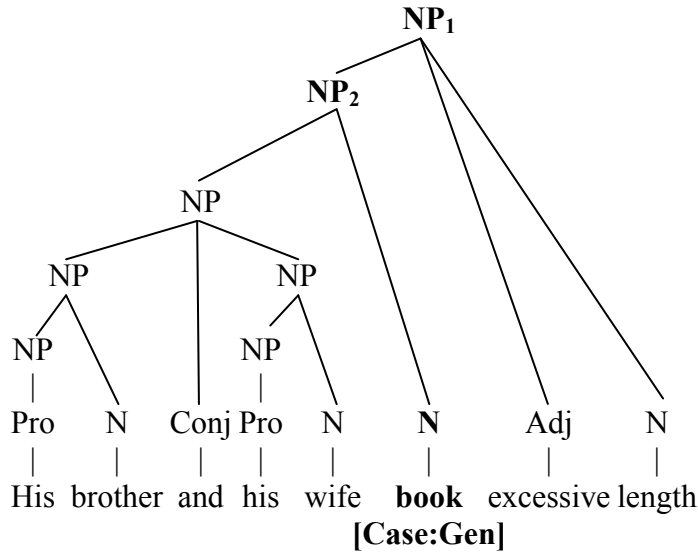 NP₁
NP₂
NP
NP NP
NP NP
Pro N Conj Pro N N Adj N
His brother and his wife book excessive length
[Case:Gen]